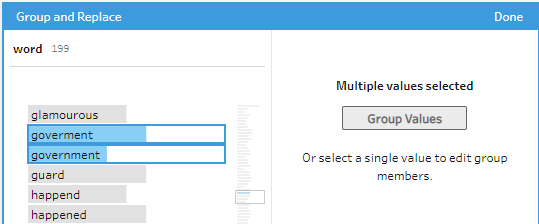 Group and Replace Done
word 199
glamourous
goverment
government
guard
happend
happened
Multiple values selected
Group Values
Or select a single value to edit group
members.